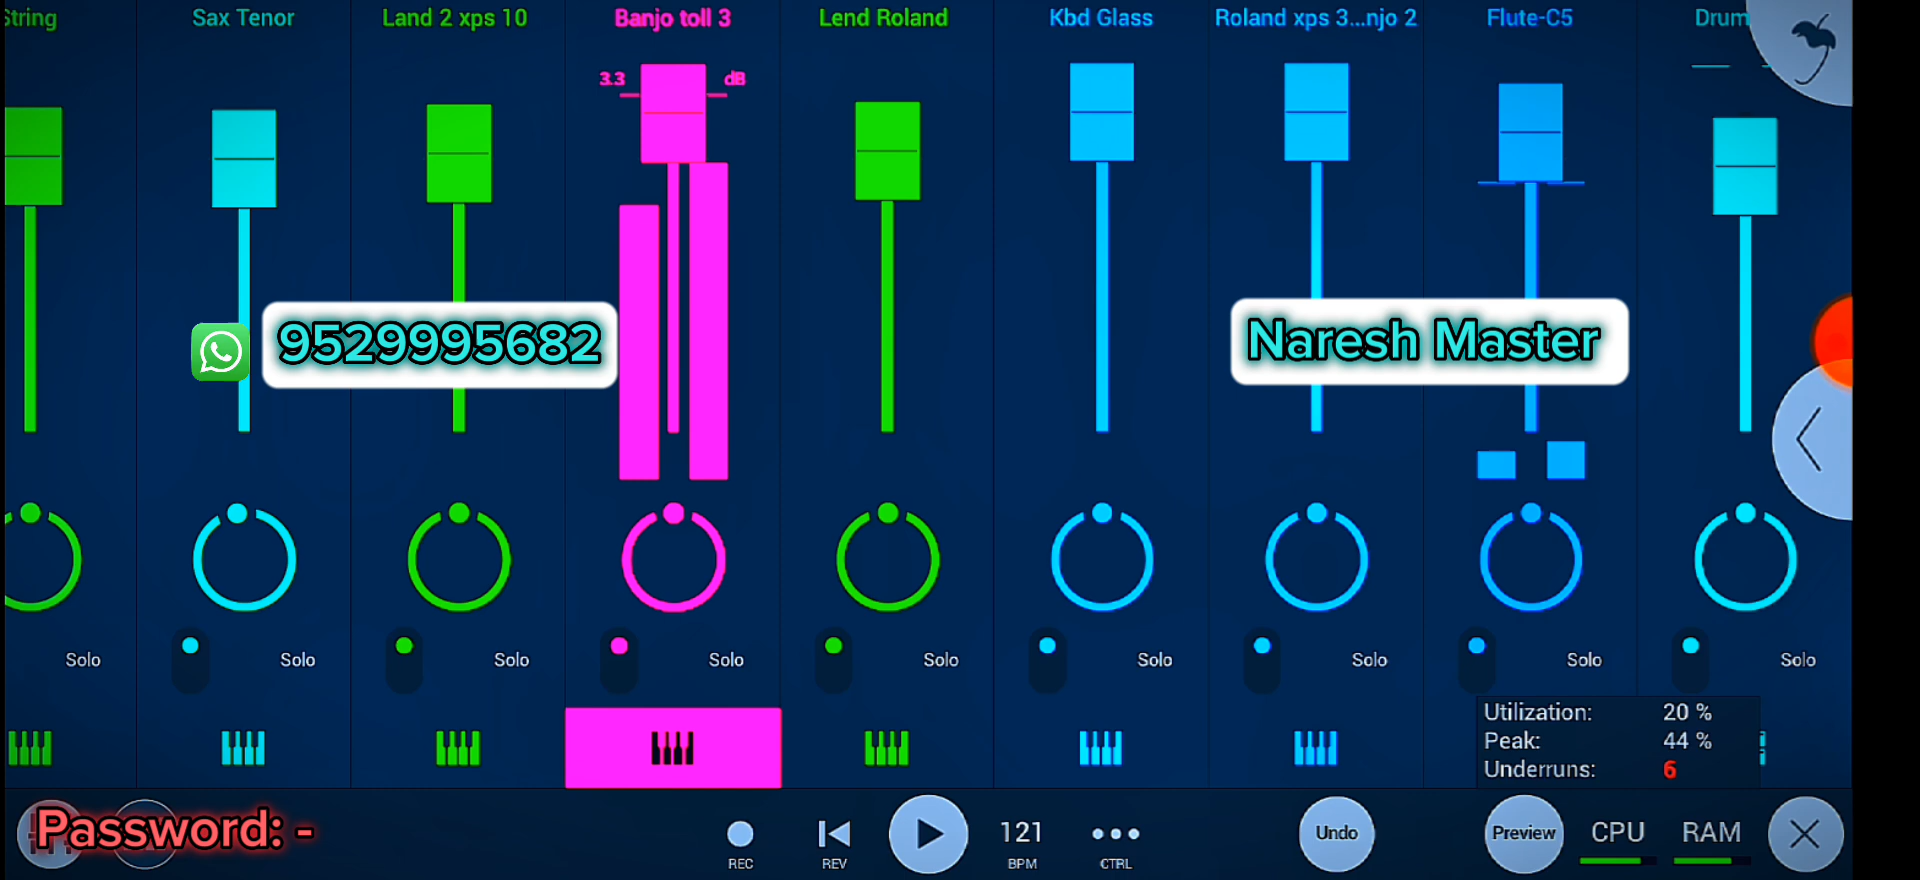 String
Sax Tenor
Land 2 xps 10
Banjo toll 3
Lend Roland
Kbd Glass
Roland xps 3...njo 2
Flute-C5
Drum
3.3
dB
9529995682
Naresh Master
Solo
Solo
Solo
Solo
Solo
Solo
Solo
Solo
Solo
Utilization: 20 %
Peak: 44 %
Underruns: 6
Password: -
REC
REV
121
BPM
CTRL
Undo
Preview
CPU
RAM